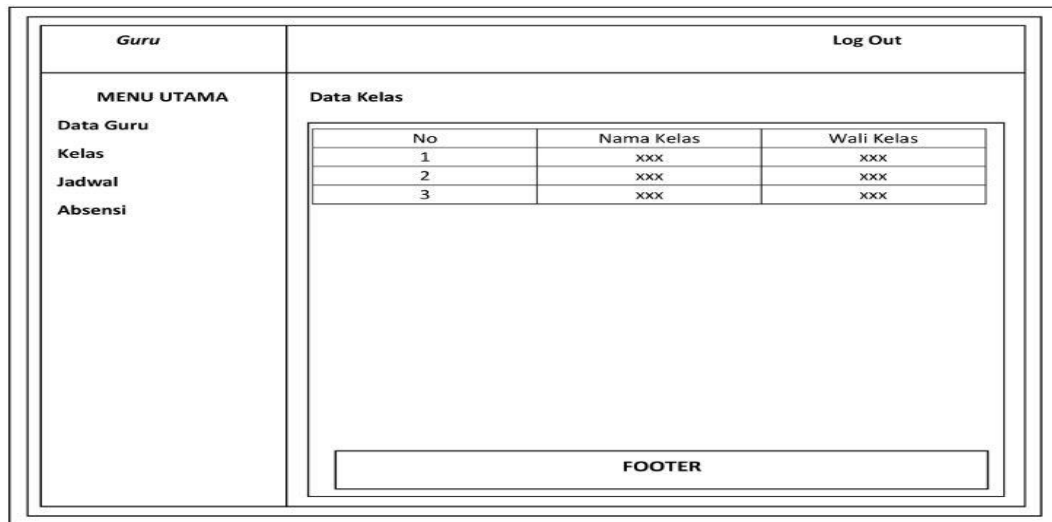 Guru
Log Out
MENU UTAMA
Data Guru
Kelas
Jadwal
Absensi
Data Kelas
No Nama Kelas Wali Kelas
1 xxx xxx
2 xxx xxx
3 xxx xxx
FOOTER